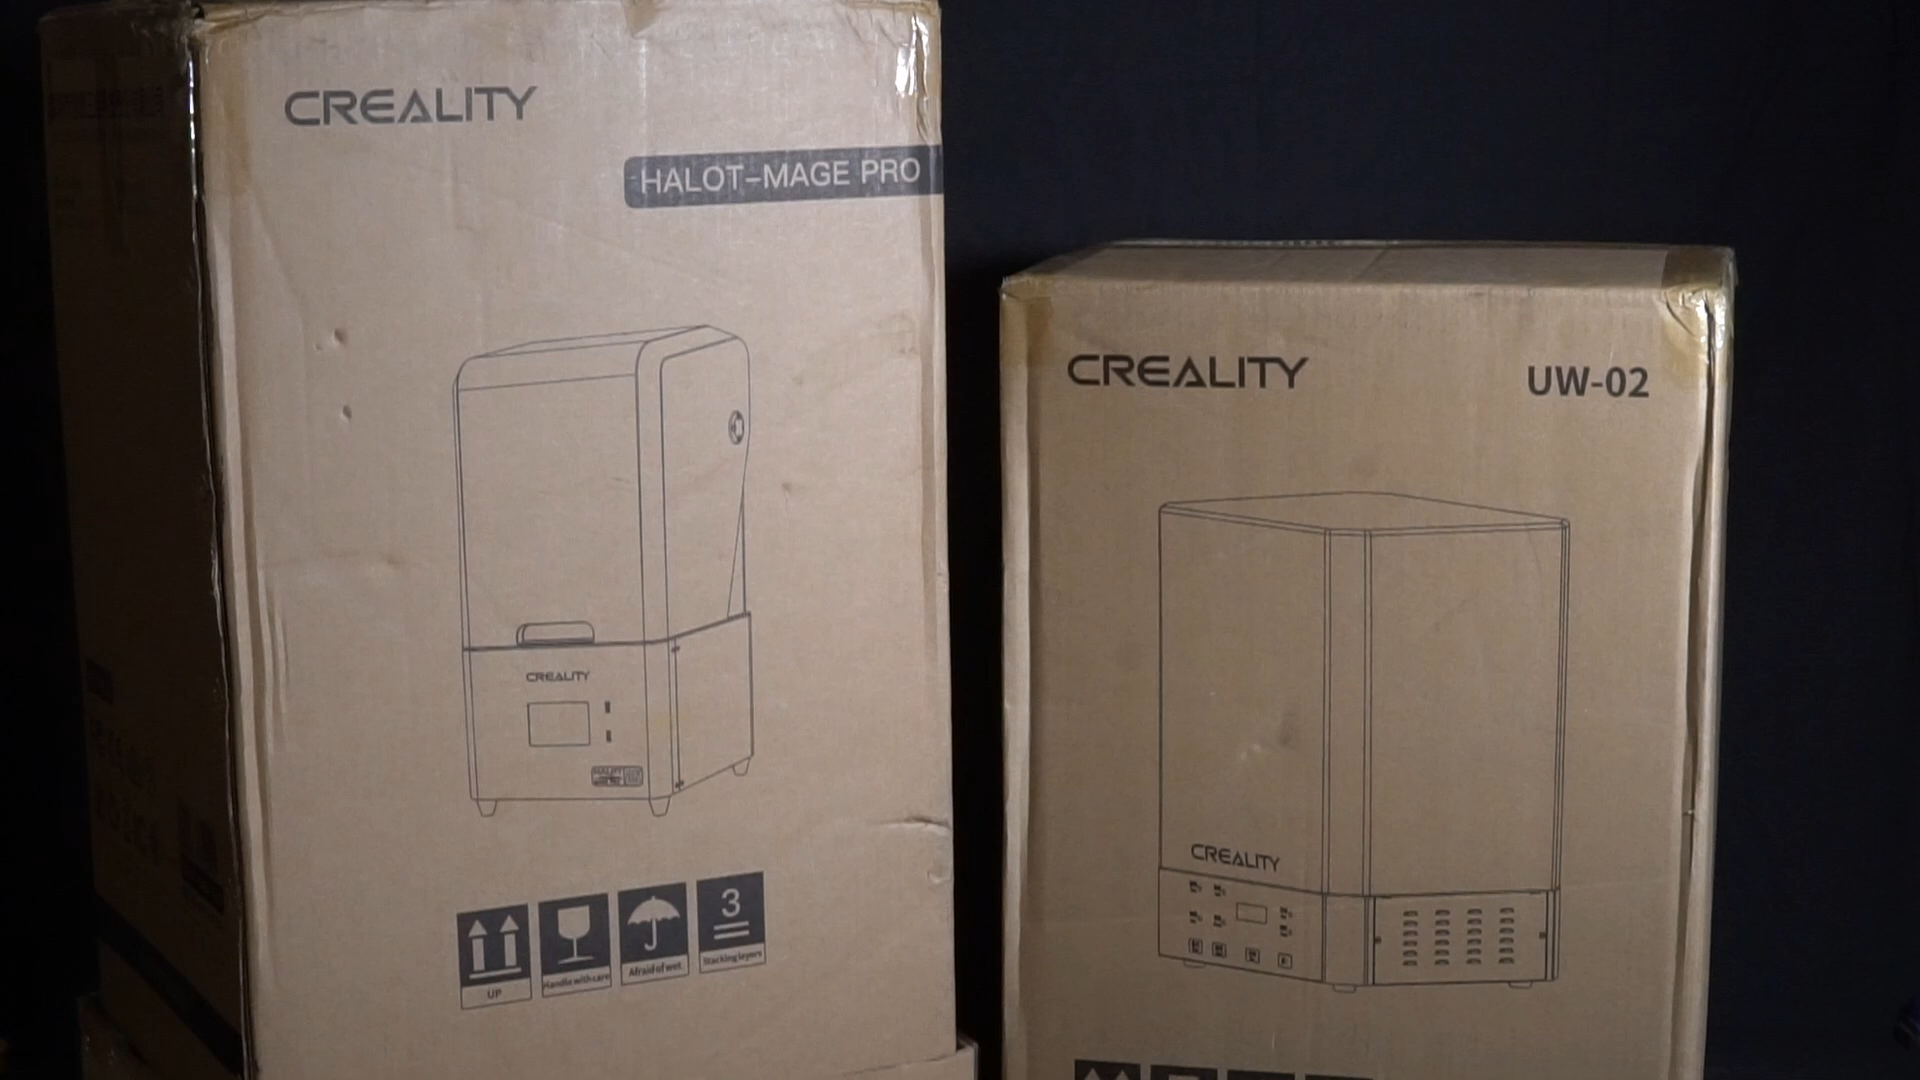 CREALITY
HALOT-MAGE PRO
CREALITY
3
UP
Handle with care
Afraid of wet
Stacking layers
CREALITY
UW-02
CREALITY